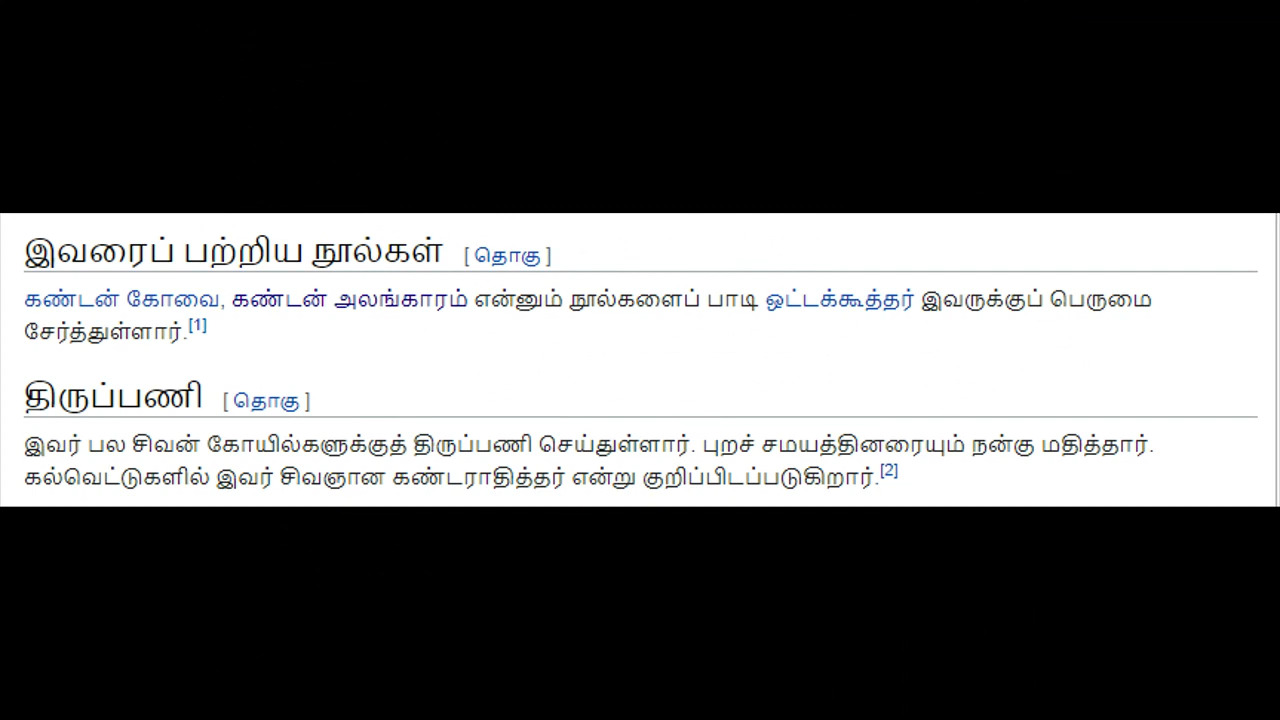 இவரைப் பற்றிய நூல்கள் [ தொகு ]
கண்டன் கோவை, கண்டன் அலங்காரம் என்னும் நூல்களைப் பாடி ஒட்டக்கூத்தர் இவருக்குப் பெருமை
சேர்த்துள்ளார்.[1]
திருப்பணி [ தொகு ]
இவர் பல சிவன் கோயில்களுக்குத் திருப்பணி செய்துள்ளார். புறச் சமயத்தினரையும் நன்கு மதித்தார்.
கல்வெட்டுகளில் இவர் சிவஞான கண்டராதித்தர் என்று குறிப்பிடப்படுகிறார்.[2]